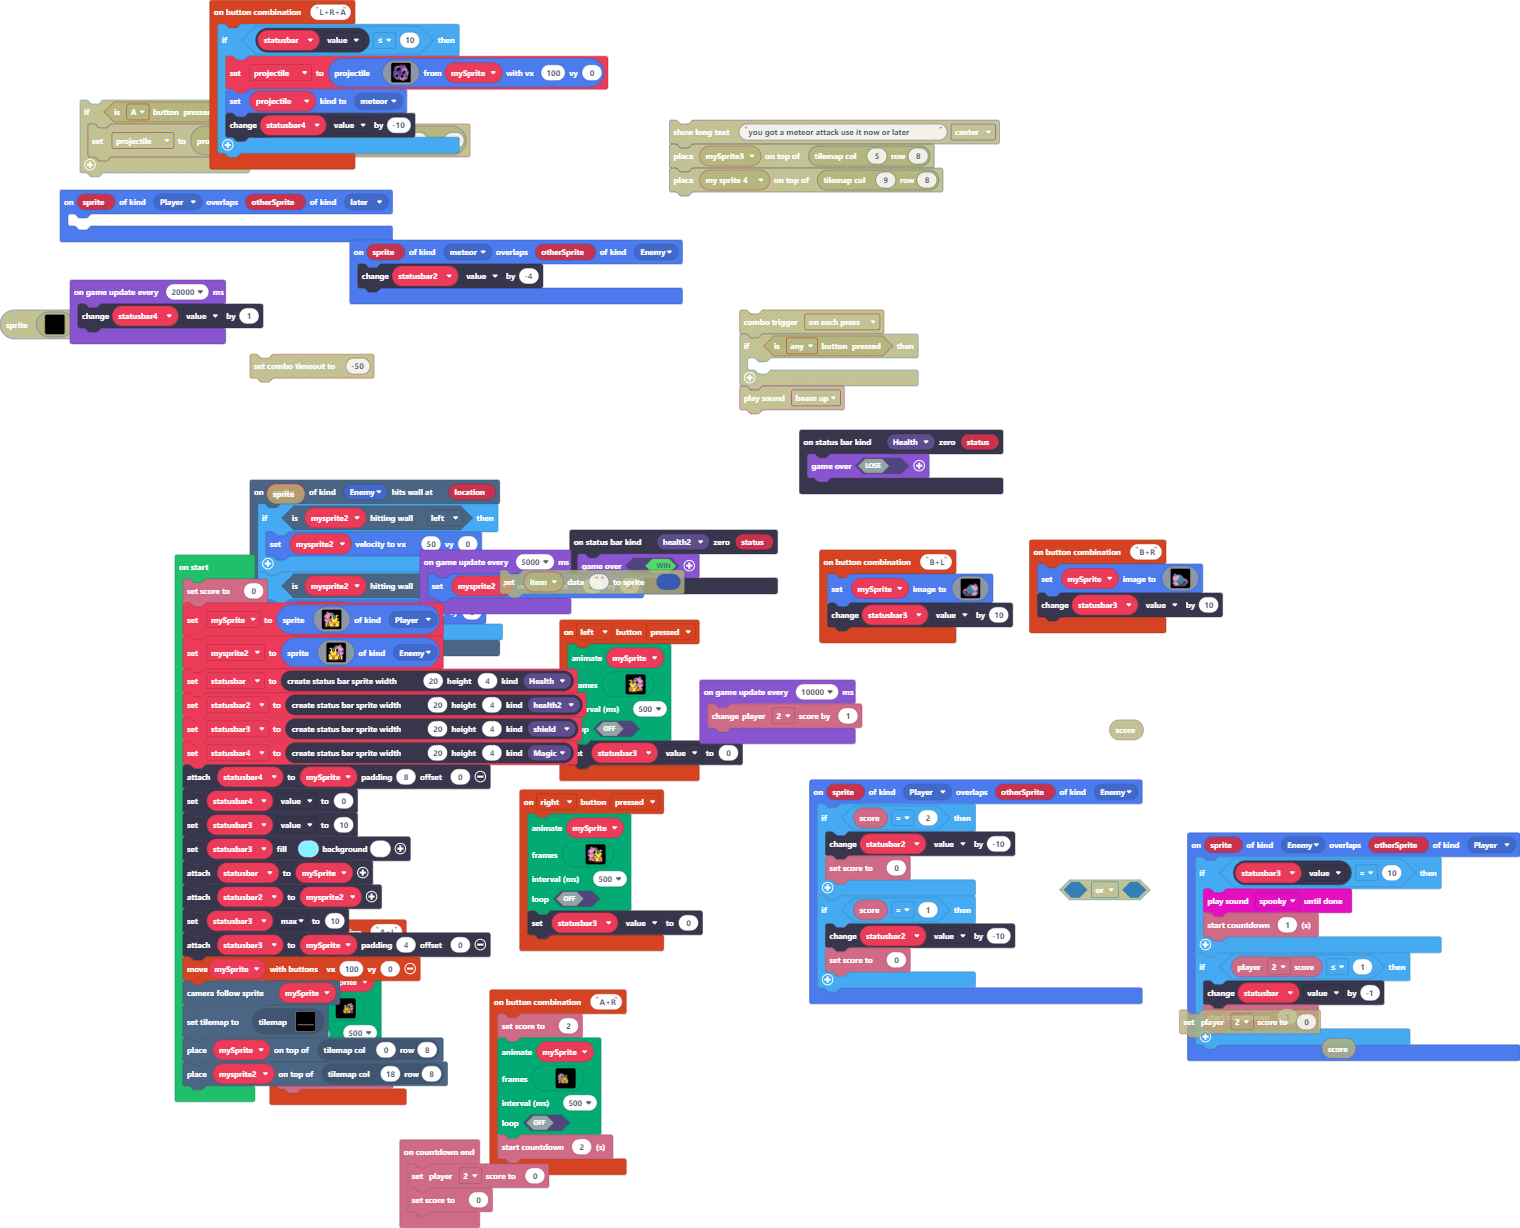 on button combination "L+R+A"
if statusbar value ≤ 10 then
set projectile to projectile from mySprite with vx 100 vy 0
set projectile kind to meteor
change statusbar4 value by -10
if is A button presse
set projectile to pro
show long text "you got a meteor attack use it now or later" center
place mySprite3 on top of tilemap col 5 row 8
place my sprite 4 on top of tilemap col 9 row 8
on sprite of kind Player overlaps otherSprite of kind later
on sprite of kind meteor overlaps otherSprite of kind Enemy
change statusbar2 value by -4
on game update every 20000 ms
change statusbar4 value by 1
sprite
set combo timeout to -50
combo trigger on each press
if is any button pressed then
play sound beam up
on status bar kind Health zero status
game over LOSE
on sprite of kind Enemy hits wall at location
if is mysprite2 hitting wall left then
set mysprite2 velocity to vx 50 vy 0
is mysprite2 hitting wall
on status bar kind health2 zero status
game over WIN
on game update every 5000 ms
set mysprite2
set item data "" to sprite
on button combination "B+L"
set mySprite image to
change statusbar3 value by 10
on button combination "B+R"
set mySprite image to
change statusbar3 value by 10
on start
set score to 0
set mySprite to sprite of kind Player
set mysprite2 to sprite of kind Enemy
set statusbar to create status bar sprite width 20 height 4 kind Health
set statusbar2 to create status bar sprite width 20 height 4 kind health2
set statusbar3 to create status bar sprite width 20 height 4 kind shield
set statusbar4 to create status bar sprite width 20 height 4 kind Magic
attach statusbar4 to mySprite padding 8 offset 0
set statusbar4 value to 0
set statusbar3 value to 10
set statusbar3 fill background
attach statusbar to mySprite
attach statusbar2 to mysprite2
set statusbar3 max to 10
attach statusbar3 to mySprite padding 4 offset 0
move mySprite with buttons vx 100 vy 0
camera follow sprite mySprite
set tilemap to tilemap
place mySprite on top of tilemap col 0 row 8
place mysprite2 on top of tilemap col 18 row 8
500
on left button pressed
animate mySprite
ames
rval (ms) 500
OFF
statusbar3 value to 0
on game update every 10000 ms
change player 2 score by 1
score
on right button pressed
animate mySprite
frames
interval (ms) 500
loop OFF
set statusbar3 value to 0
on sprite of kind Player overlaps otherSprite of kind Enemy
if score = 2 then
change statusbar2 value by -10
set score to 0
if score = 1 then
change statusbar2 value by -10
set score to 0
or
on sprite of kind Enemy overlaps otherSprite of kind Player
if statusbar3 value = 10 then
play sound spooky until done
start countdown 1 (s)
if player 2 score ≤ 1 then
change statusbar value by -1
set player 2 score to 0
score
on button combination "A+R"
set score to 2
animate mySprite
frames
interval (ms) 500
loop OFF
start countdown 2 (s)
on countdown end
set player 2 score to 0
set score to 0